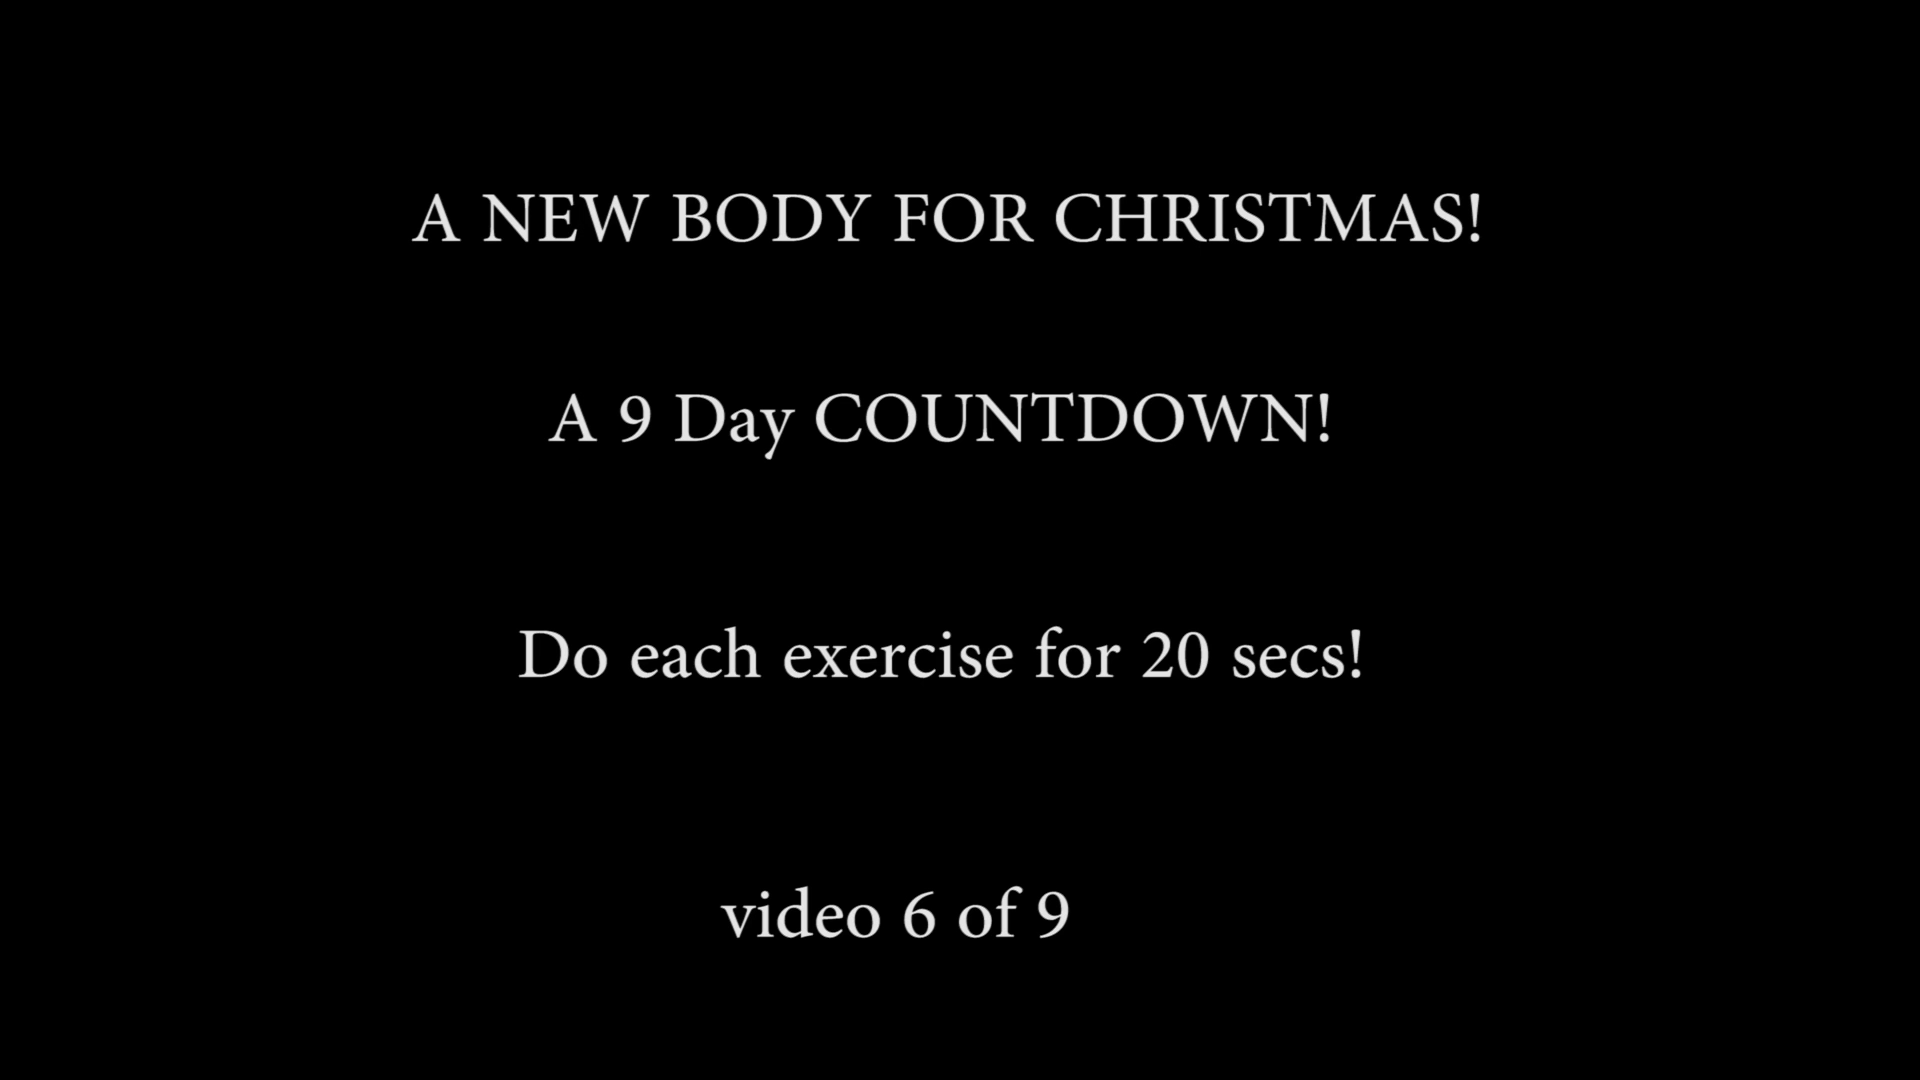 A NEW BODY FOR CHRISTMAS!
A 9 Day COUNTDOWN!
Do each exercise for 20 secs!
video 6 of 9